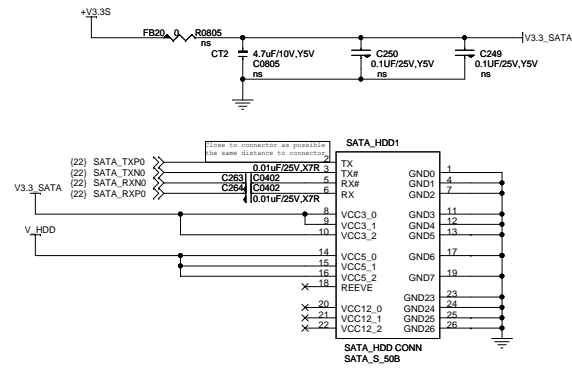 +V3.3S
FB20 0 R0805
ns
CT2 4.7uF/10V,Y5V
C0805
ns
C250
0.1UF/25V,Y5V
ns
C249
0.1UF/25V,Y5V
ns
V3.3_SATA
Close to connector as possible
the same distance to connector
SATA_HDD1
{22} SATA_TXP0 2 TX
{22} SATA_TXN0 0.01uF/25V,X7R 3 TX#
{22} SATA_RXN0 C263 C0402 5 RX#
{22} SATA_RXP0 C264 C0402 6 RX
0.01uF/25V,X7R
GND0 1
GND1 4
GND2 7
V3.3_SATA
8 VCC3_0
9 VCC3_1
10 VCC3_2
GND3 11
GND4 12
GND5 13
V_HDD
14 VCC5_0
15 VCC5_1
16 VCC5_2
18 REEVE
GND6 17
GND7 19
20 VCC12_0
21 VCC12_1
22 VCC12_2
GND23 23
GND24 24
GND25 25
GND26 26
SATA_HDD CONN
SATA_S_50B